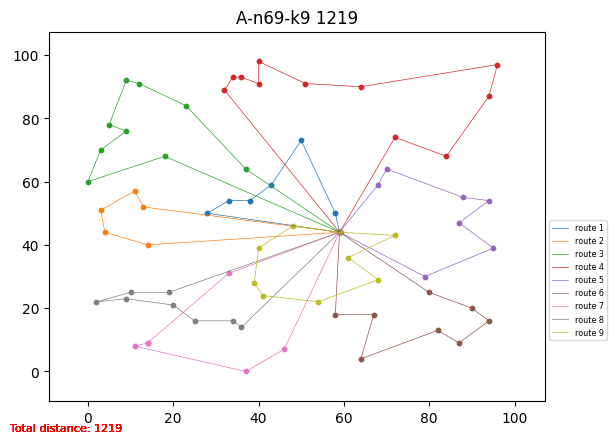 A-n69-k9 1219
100
80
60
40
20
0
0 20 40 60 80 100
route 1
route 2
route 3
route 4
route 5
route 6
route 7
route 8
route 9
Total distance: 1219